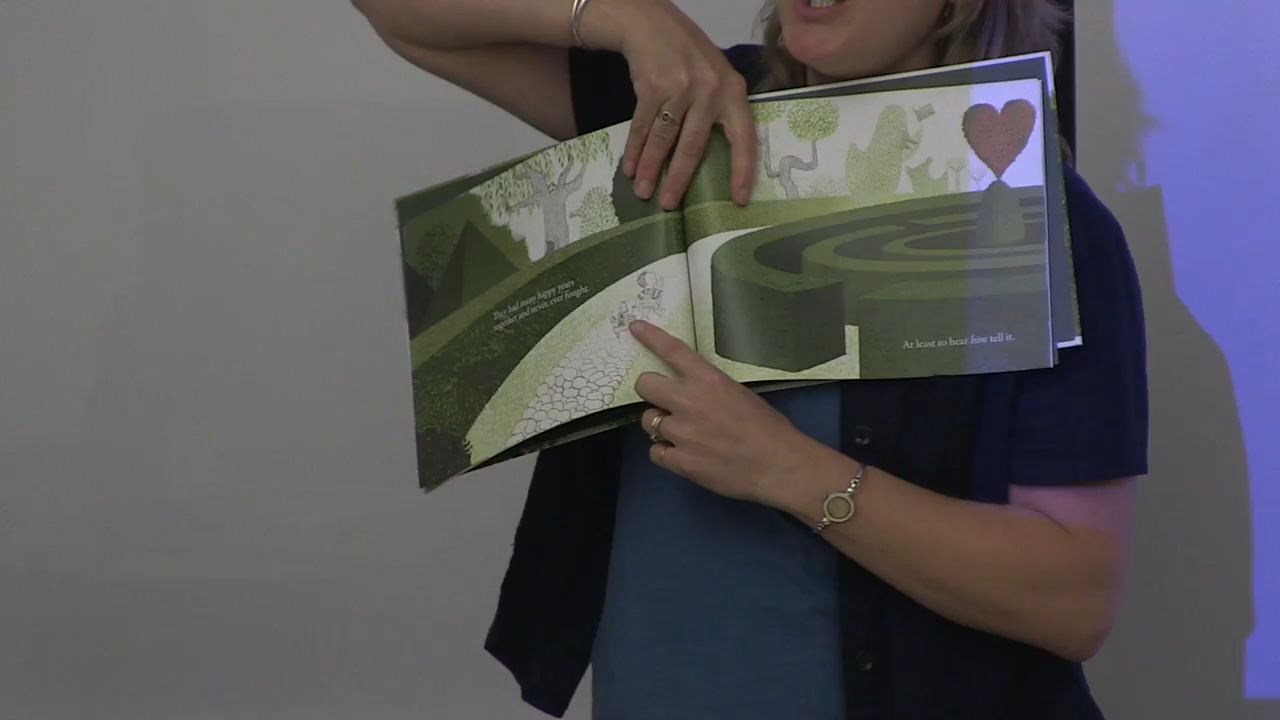 They had many happy years
together and never, ever fought.
At least to hear him tell it.